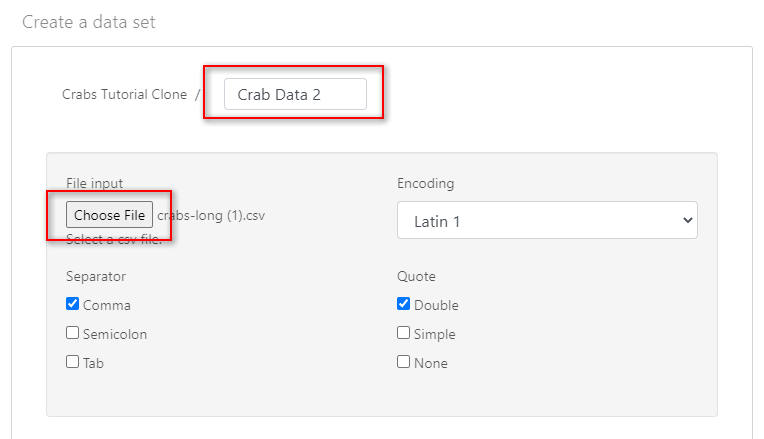 Create a data set
Crabs Tutorial Clone / Crab Data 2
File input
Encoding
Choose File crabs-long (1).csv
Latin 1
Select a csv file.
Separator
Quote
Comma
Double
Semicolon
Simple
Tab
None